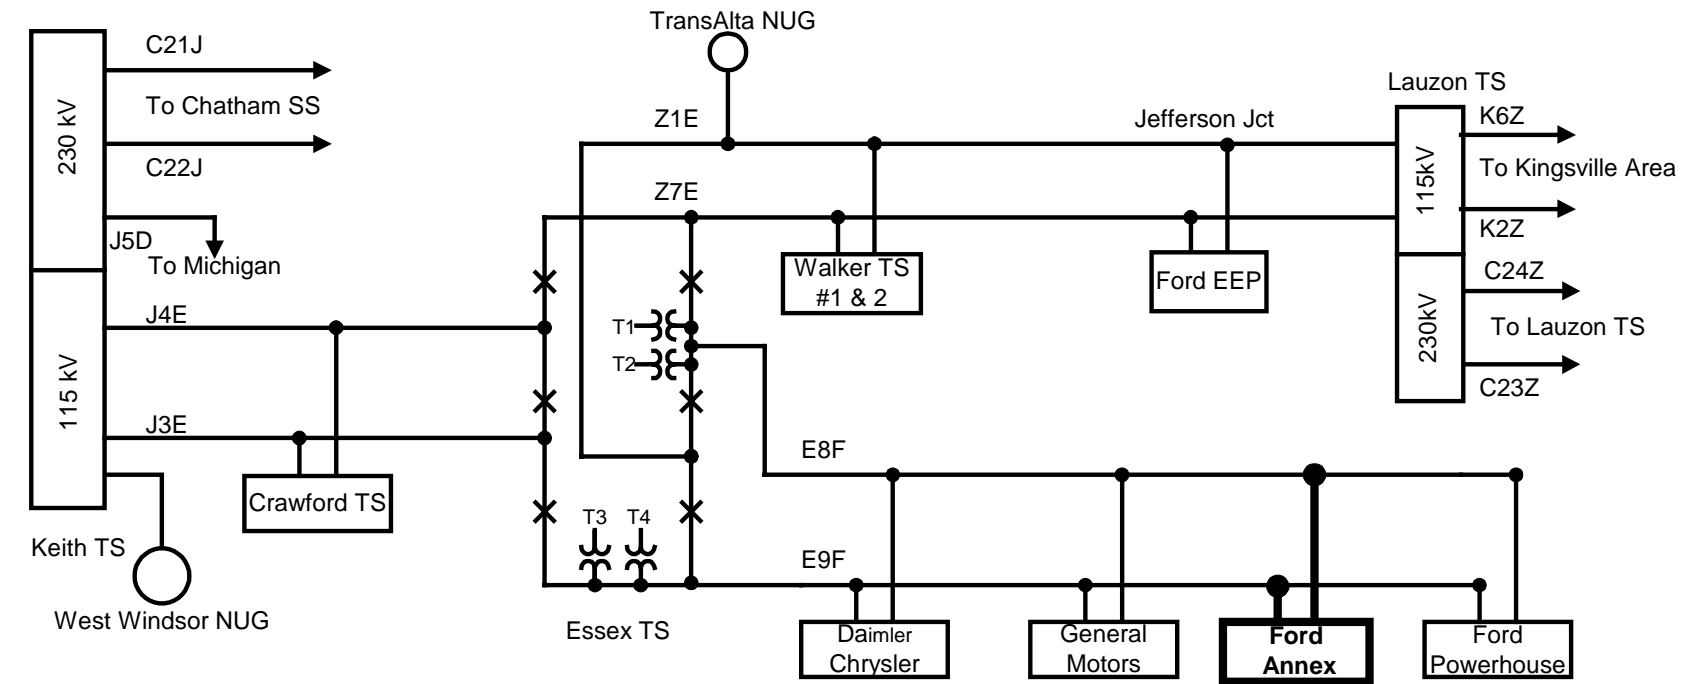 TransAlta NUG
C21J
To Chatham SS
C22J
230 kV
J5D
To Michigan
115 kV
J4E
J3E
Crawford TS
Keith TS
West Windsor NUG
Z1E
Z7E
Jefferson Jct
Lauzon TS
K6Z
To Kingsville Area
K2Z
115kV
230kV
C24Z
To Lauzon TS
C23Z
Walker TS
#1 & 2
Ford EEP
T1
T2
T3
T4
Essex TS
E8F
E9F
Daimler
Chrysler
General
Motors
Ford
Annex
Ford
Powerhouse